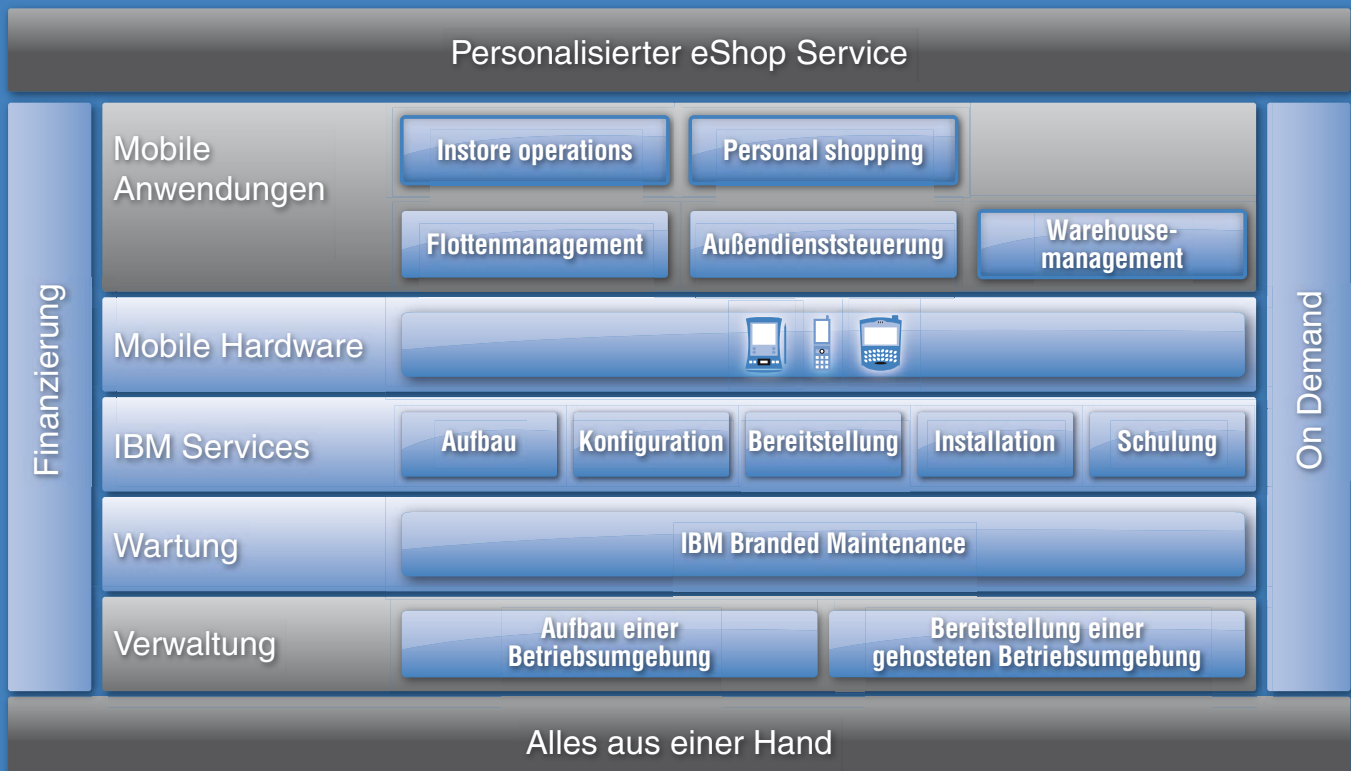 Personalisierter eShop Service
Finanzierung
Mobile
Anwendungen
Instore operations
Personal shopping
Flottenmanagement
Außendienststeuerung
Warehouse-
management
Mobile Hardware
IBM Services
Aufbau
Konfiguration
Bereitstellung
Installation
Schulung
Wartung
IBM Branded Maintenance
Verwaltung
Aufbau einer
Betriebsumgebung
Bereitstellung einer
gehosteten Betriebsumgebung
On Demand
Alles aus einer Hand